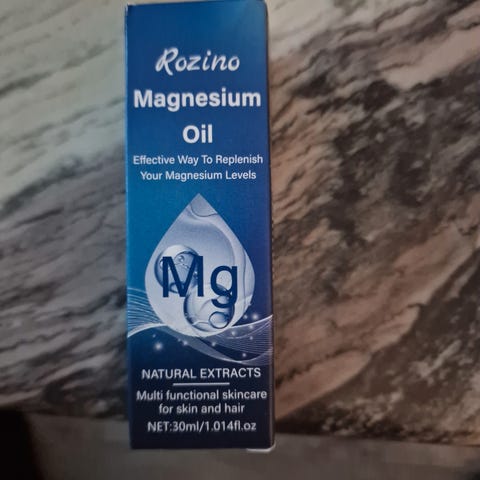 Rozino
Magnesium
Oil
Effective Way To Replenish
Your Magnesium Levels
Mg
NATURAL EXTRACTS
Multi functional skincare
for skin and hair
NET:30ml/1.014fl.oz